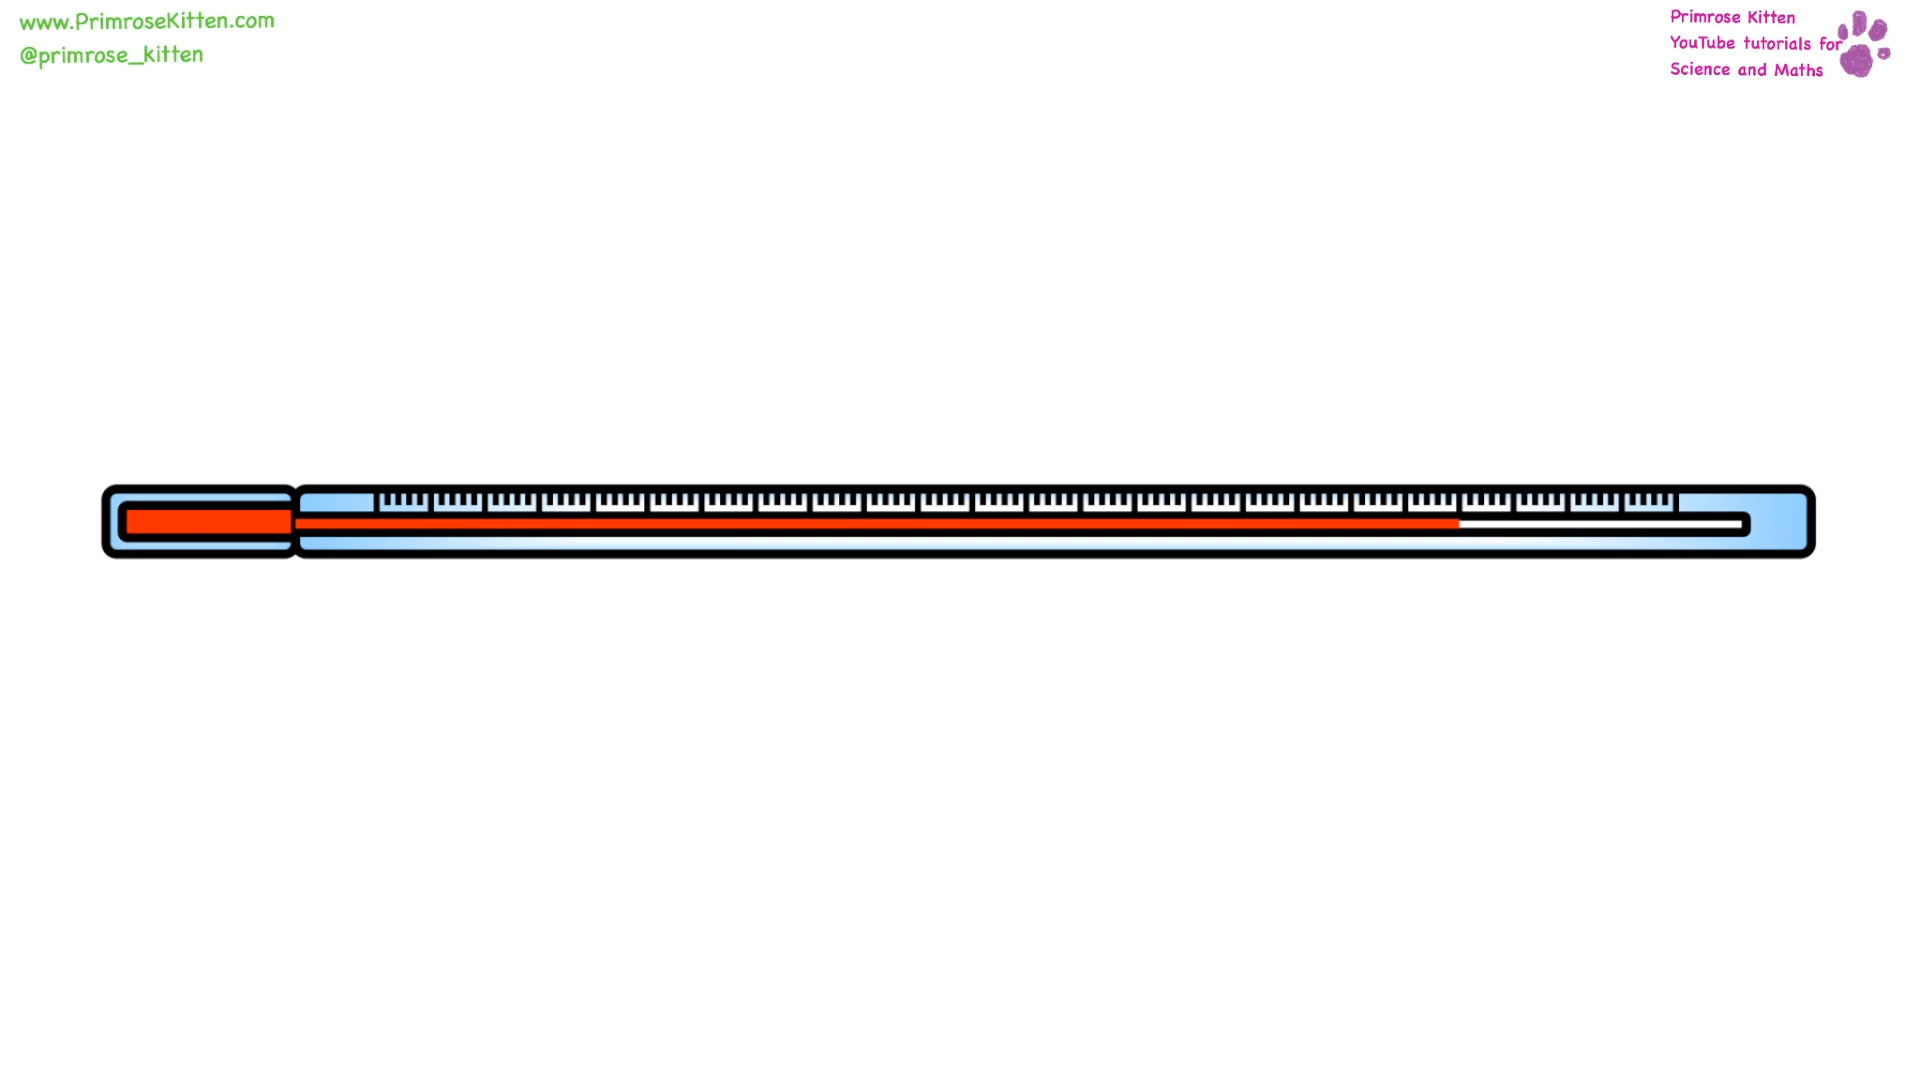 www.PrimroseKitten.com
@primrose_kitten
Primrose Kitten
YouTube tutorials for
Science and Maths